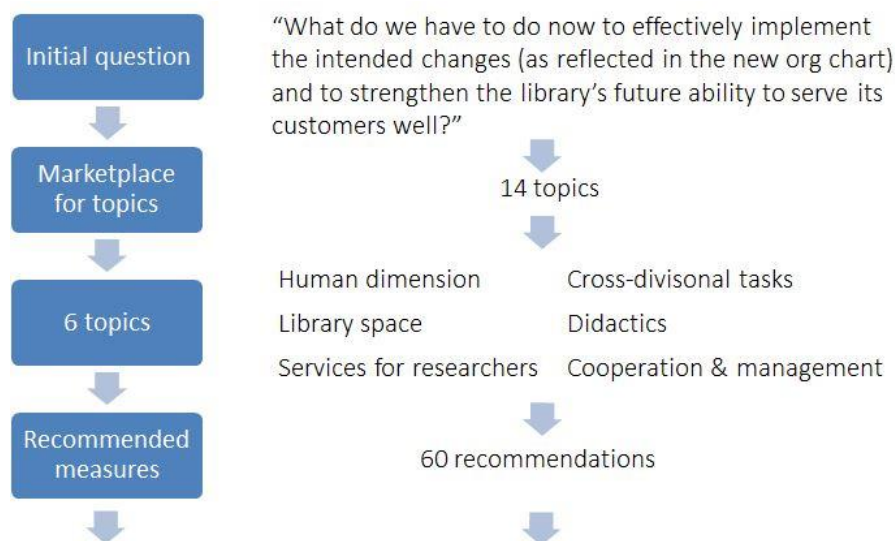 Initial question
“What do we have to do now to effectively implement
the intended changes (as reflected in the new org chart)
and to strengthen the library’s future ability to serve its
customers well?”
Marketplace
for topics
14 topics
6 topics
Human dimension
Cross-divisonal tasks
Library space
Didactics
Services for researchers
Cooperation & management
Recommended
measures
60 recommendations